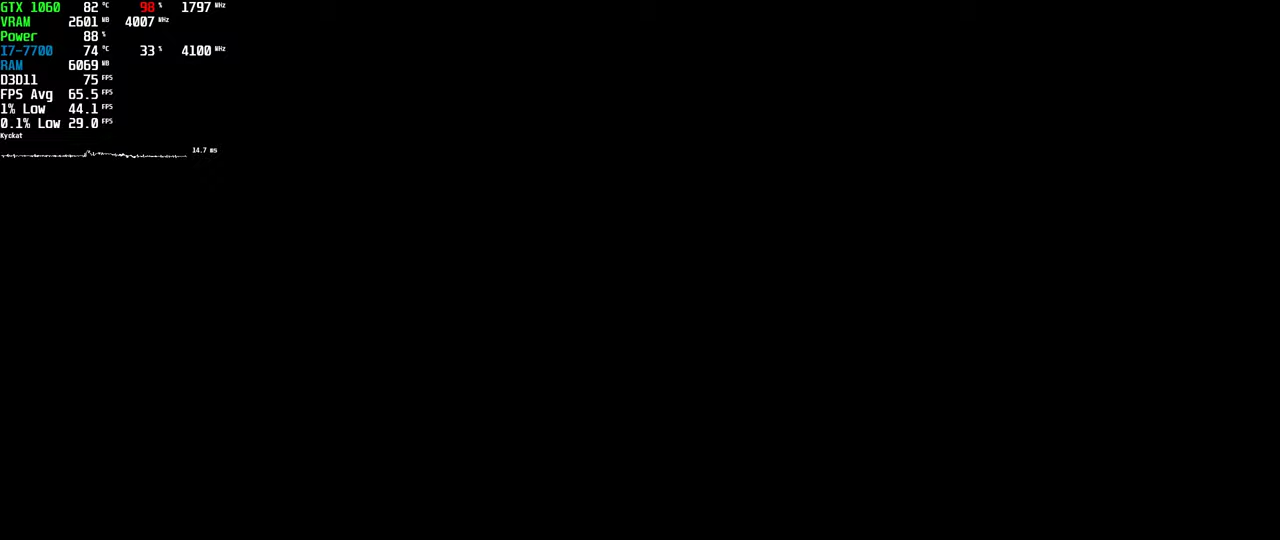 GTX 1060 82 °C 98 % 1797 MHz
VRAM 2601 MB 4007 MHz
Power 88 %
I7-7700 74 °C 33 % 4100 MHz
RAM 6069 MB
D3D11 75 FPS
FPS Avg 65.5 FPS
1% Low 44.1 FPS
0.1% Low 29.0 FPS
Kyckat
14.7 ms